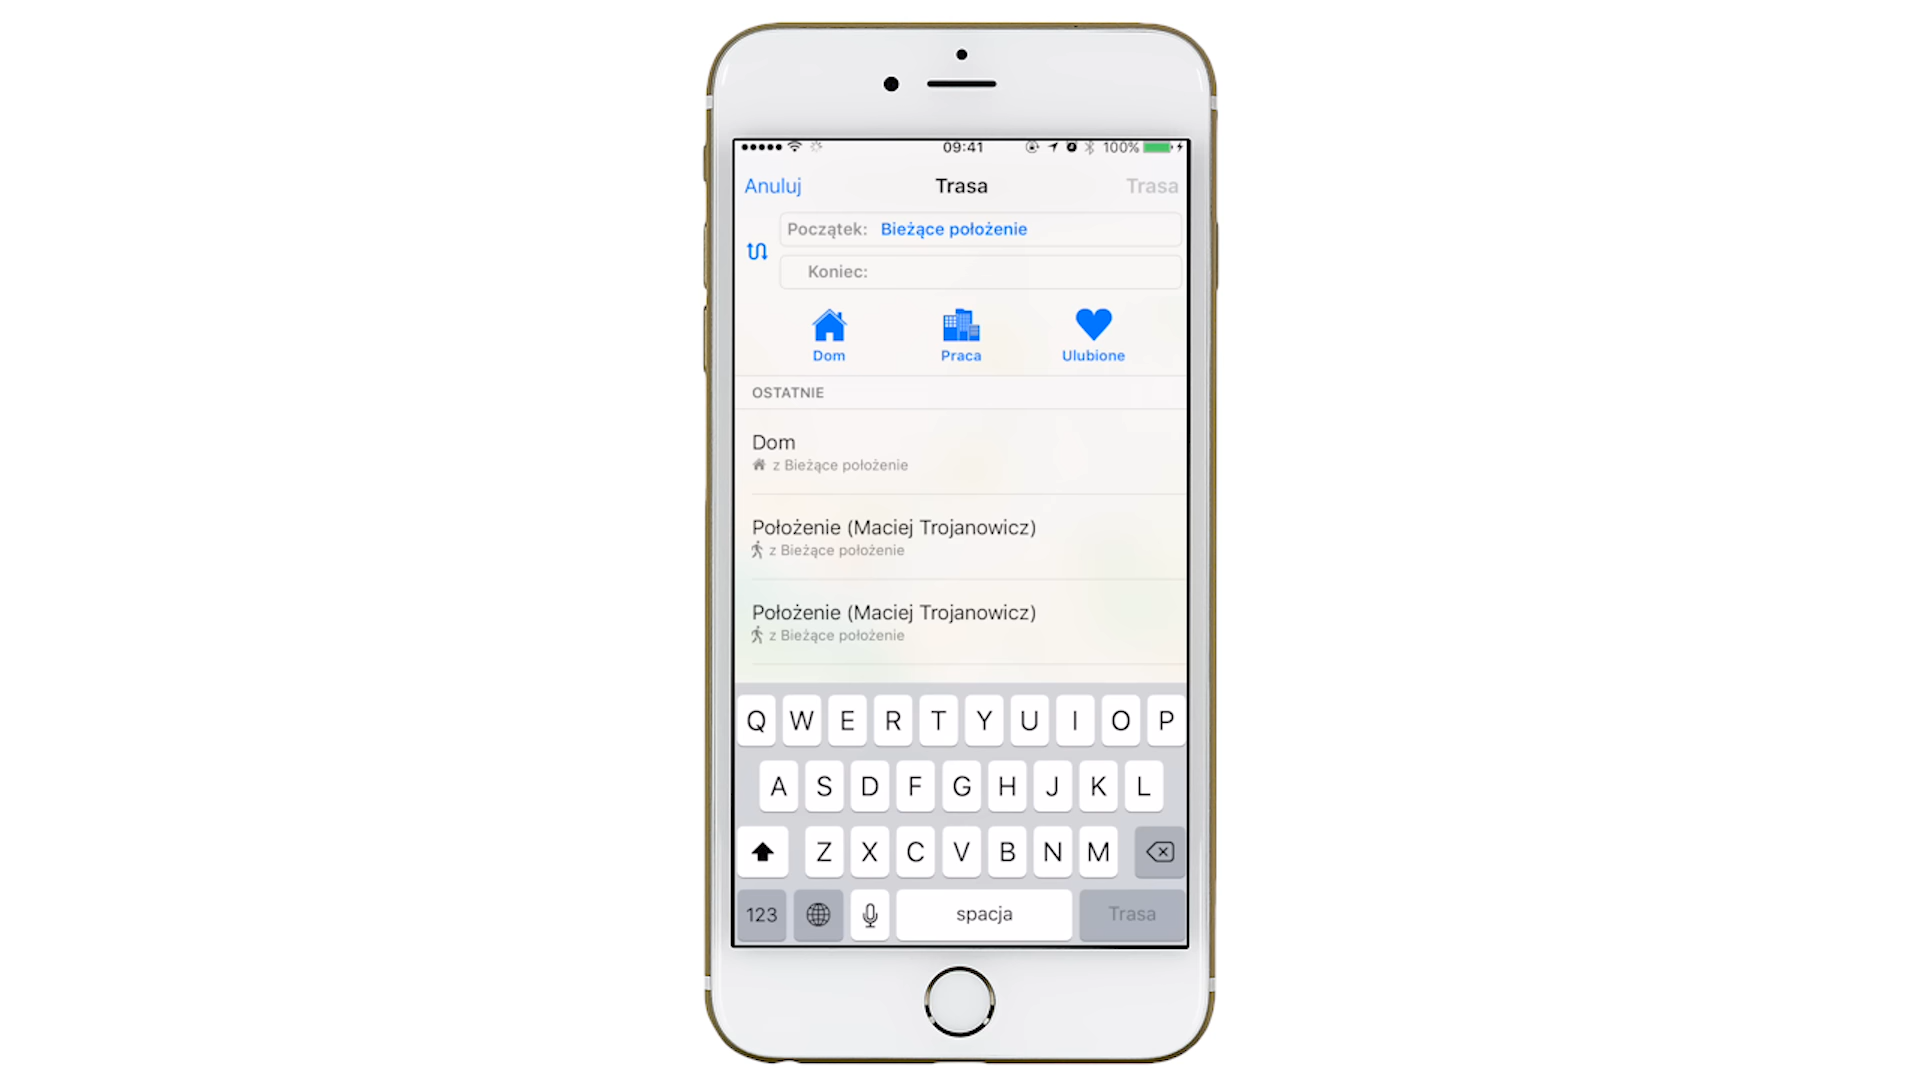 09:41 100%
Anuluj Trasa Trasa
Początek: Bieżące położenie
Koniec:
Dom Praca Ulubione
OSTATNIE
Dom
z Bieżące położenie
Położenie (Maciej Trojanowicz)
z Bieżące położenie
Położenie (Maciej Trojanowicz)
z Bieżące położenie
Q W E R T Y U I O P
A S D F G H J K L
Z X C V B N M
123 spacja Trasa